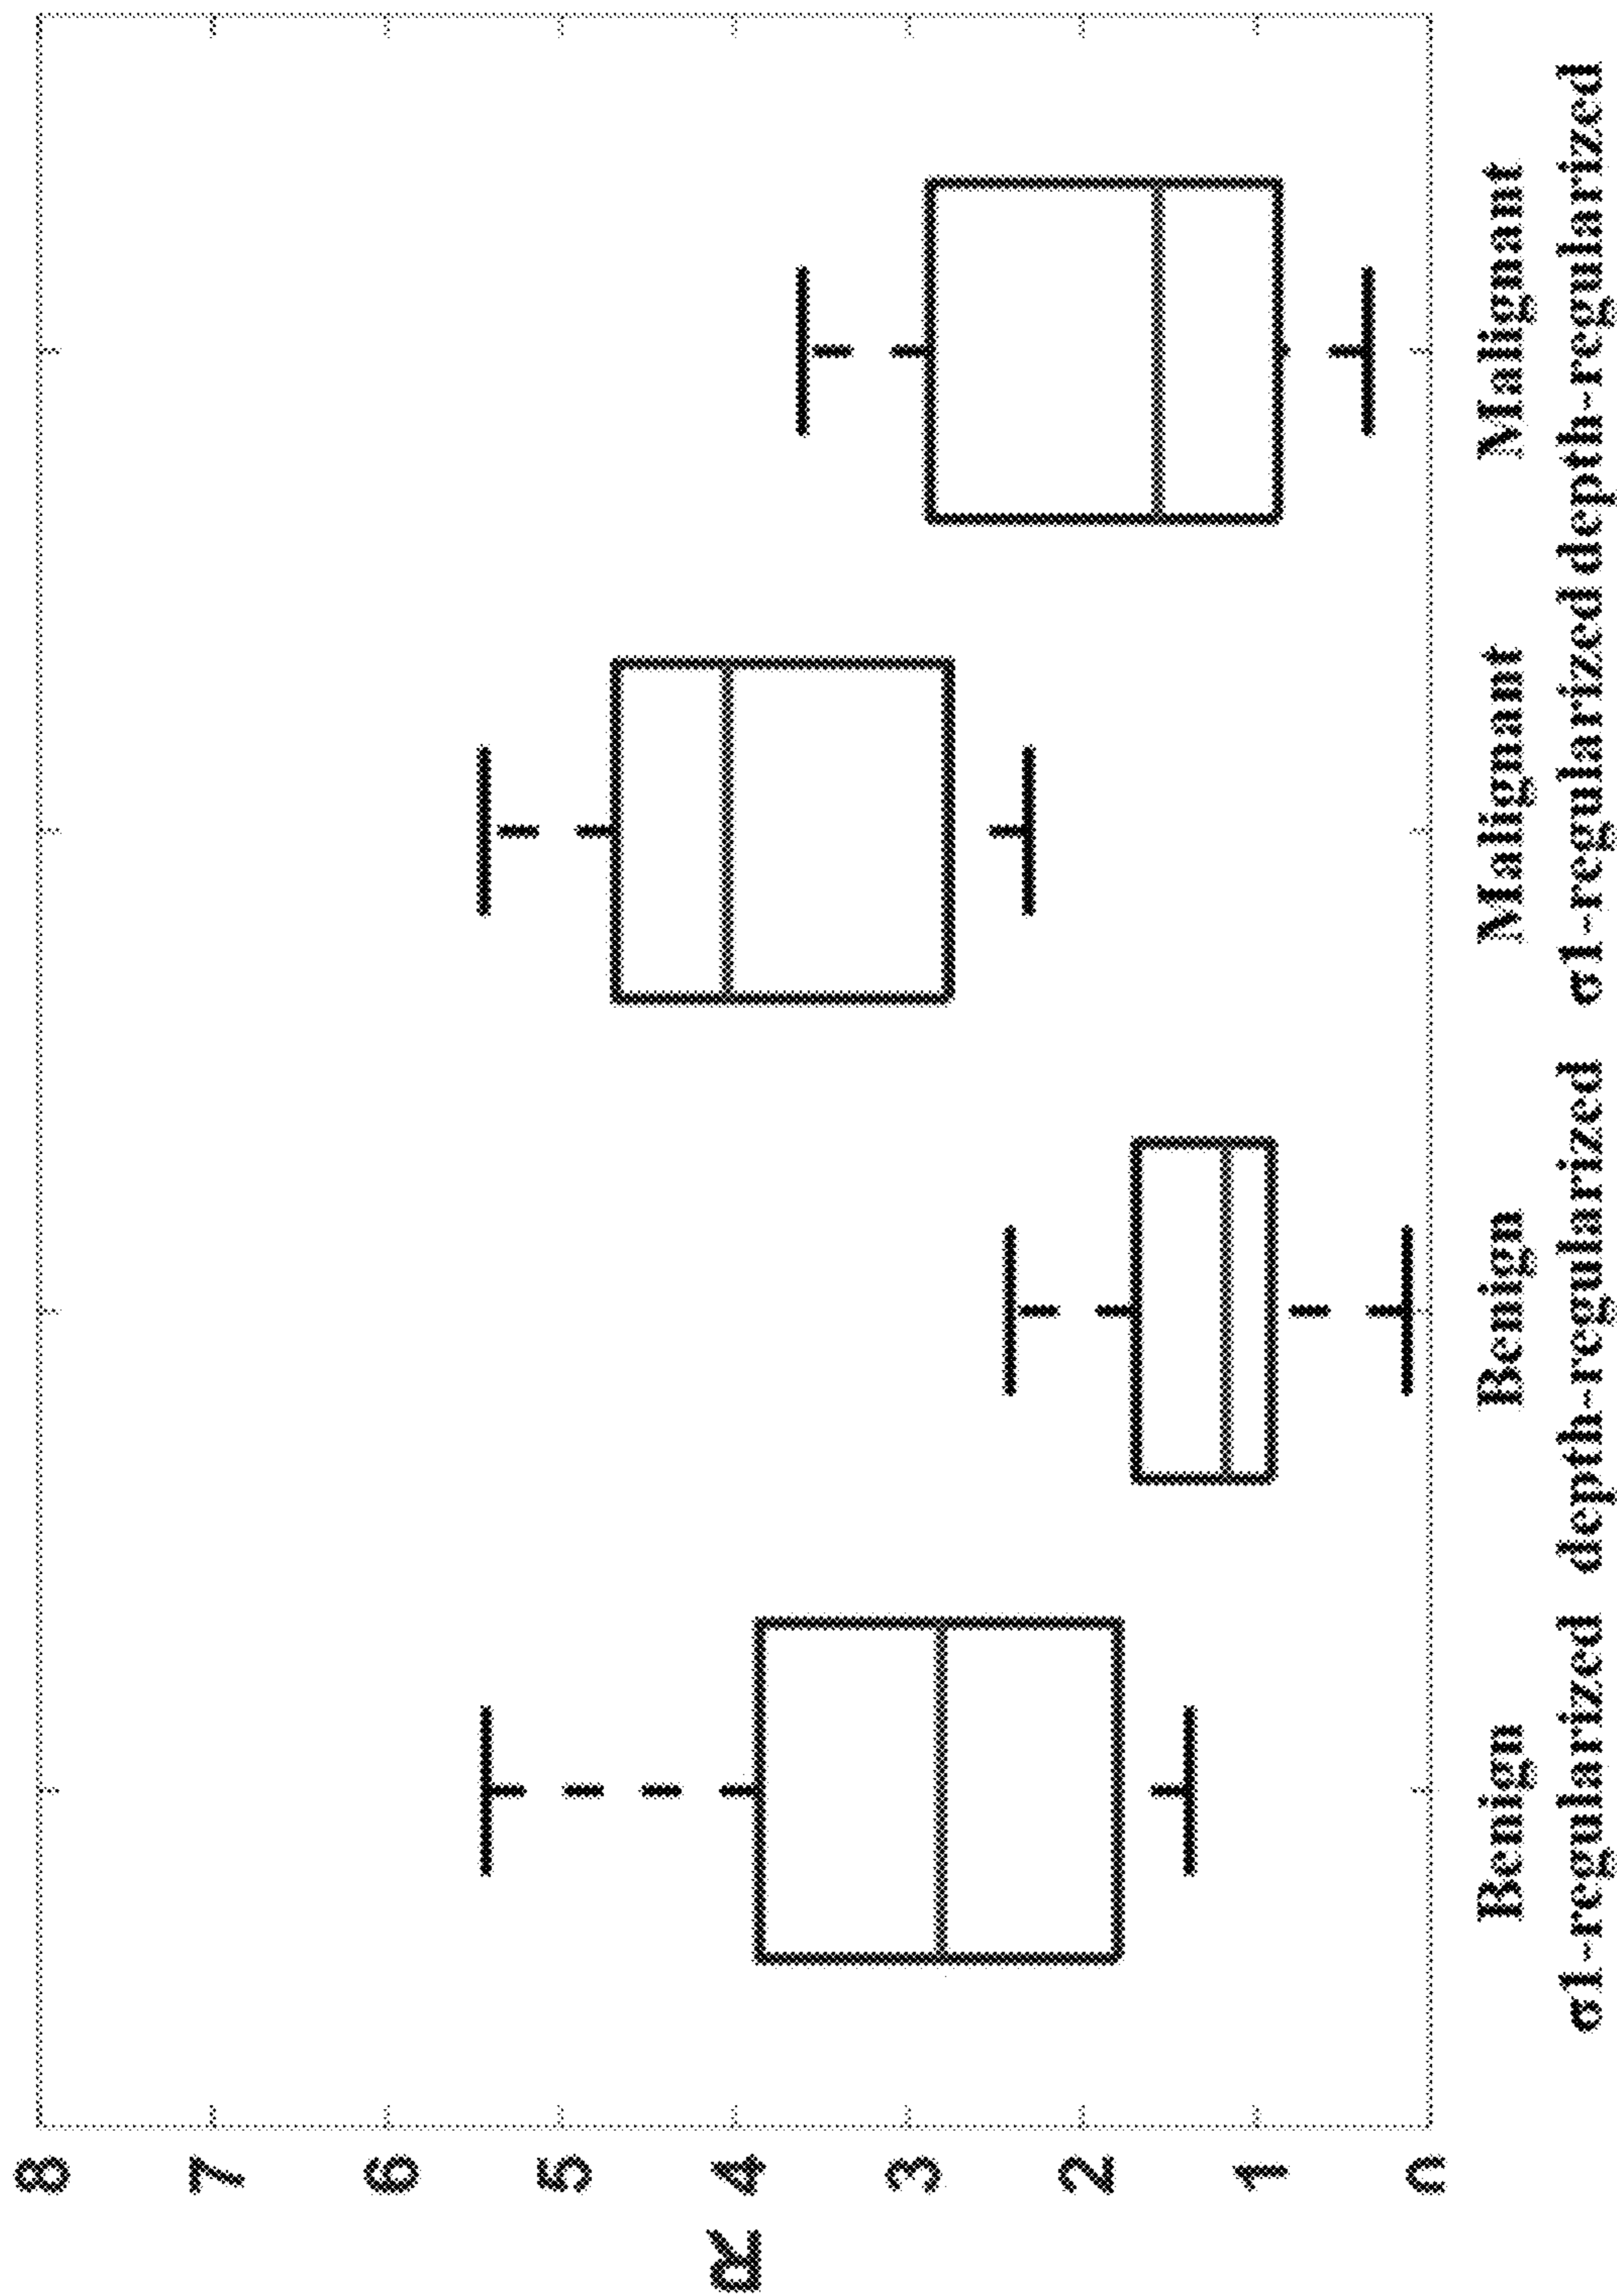 8
7
6
5
4
R
3
2
1
Benign Benign Malignant Malignant
σ1-regularized depth-regularized σ1-regularized depth-regularized